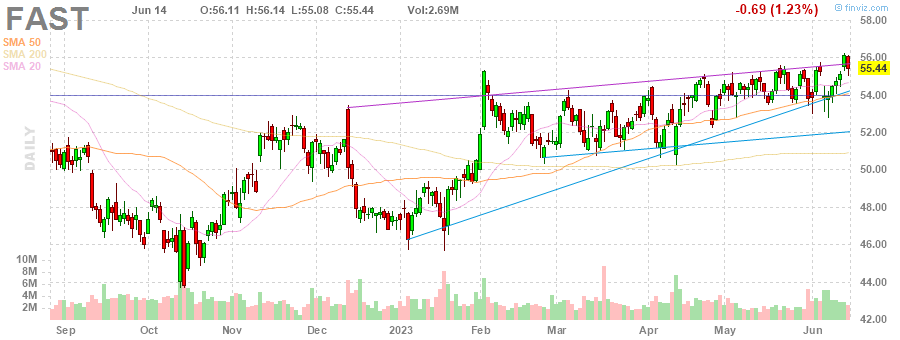 FAST Jun 14 O:56.11 H:56.14 L:55.08 C:55.44 Vol:2.69M -0.69 (1.23%) © finviz.com
SMA 50
SMA 200
SMA 20
DAILY
58.00
56.00
55.44
54.00
52.00
50.00
48.00
46.00
44.00
42.00
10M
8M
6M
4M
2M
Sep Oct Nov Dec 2023 Feb Mar Apr May Jun